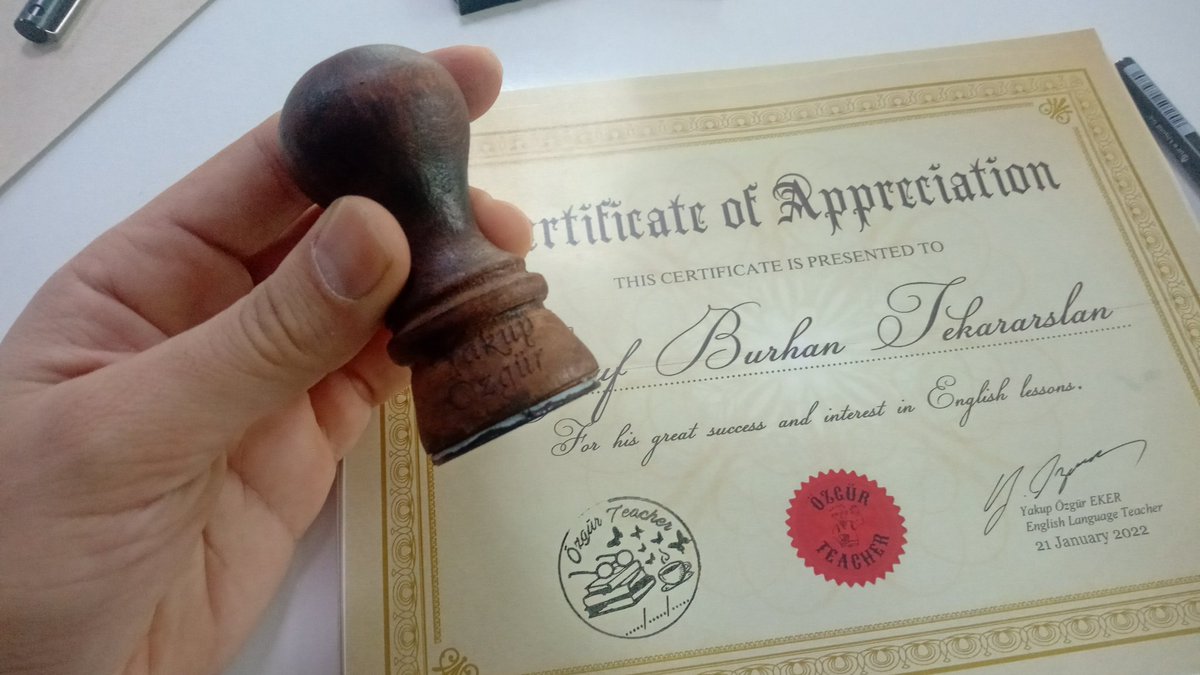 ertificate of Appreciation
THIS CERTIFICATE IS PRESENTED TO
f Burhan Tekararslan
For his great success and interest in English lessons.
Yakup
Özgür
Özgür Teacher
ÖZGÜR
TEACHER
Yakup Özgür EKER
English Language Teacher
21 January 2022